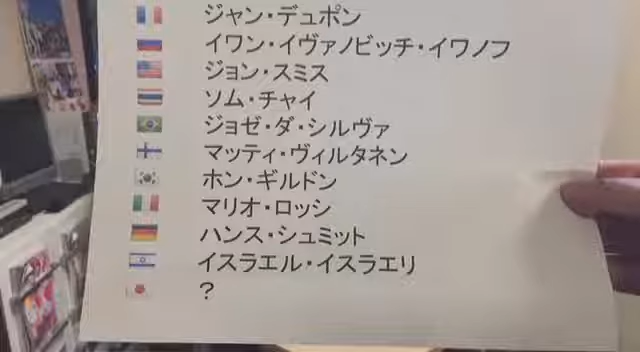 ジャン・デュポン
イワン・イヴァノビッチ・イワノフ
ジョン・スミス
ソム・チャイ
ジョゼ・ダ・シルヴァ
マッティ・ヴィルタネン
ホン・ギルドン
マリオ・ロッシ
ハンス・シュミット
イスラエル・イスラエリ
？